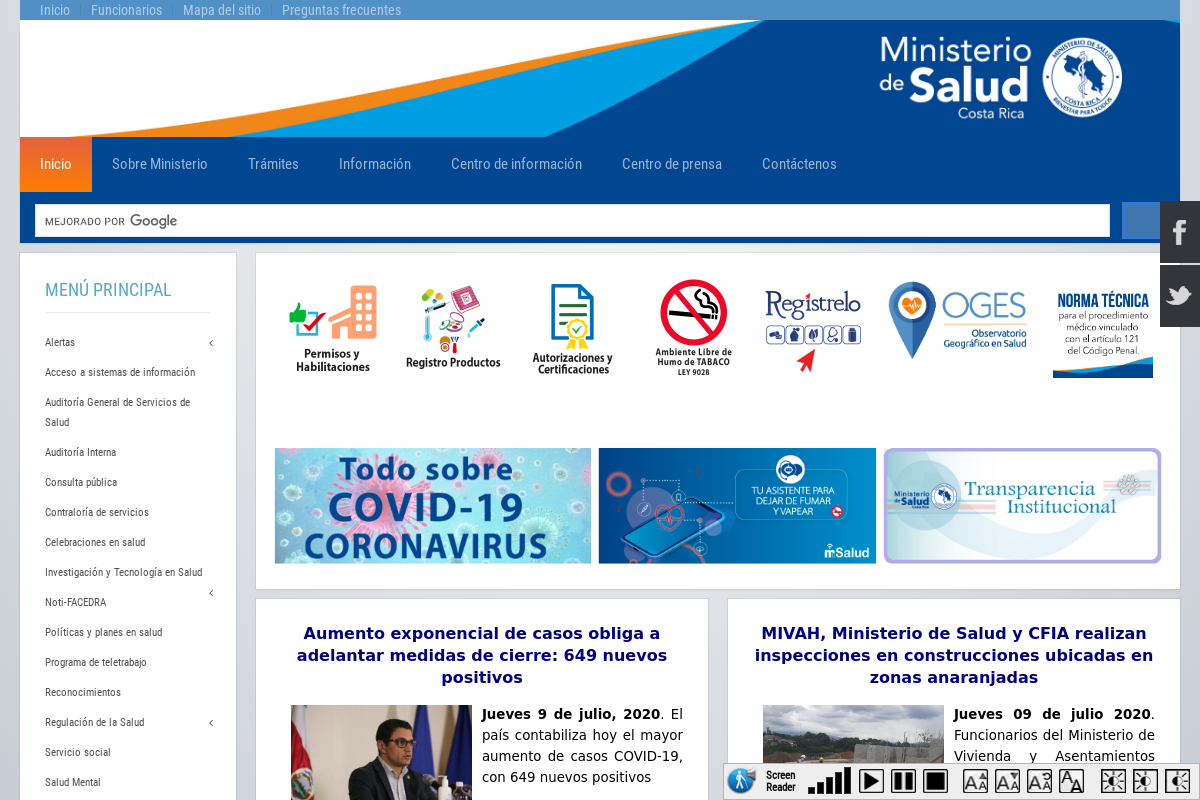 Inicio Funcionarios Mapa del sitio Preguntas frecuentes
Ministerio
de Salud
Costa Rica
MINISTERIO DE SALUD
COSTA RICA
BIENESTAR PARA TODOS
Inicio Sobre Ministerio Trámites Información Centro de información Centro de prensa Contáctenos
MEJORADO POR Google
MENÚ PRINCIPAL
Alertas
Acceso a sistemas de información
Auditoría General de Servicios de
Salud
Auditoría Interna
Consulta pública
Contraloría de servicios
Celebraciones en salud
Investigación y Tecnología en Salud
Noti-FACEDRA
Políticas y planes en salud
Programa de teletrabajo
Reconocimientos
Regulación de la Salud
Servicio social
Salud Mental
Permisos y
Habilitaciones
Registro Productos
Autorizaciones y
Certificaciones
Ambiente Libre de
Humo de TABACO
LEY 9028
Regístrelo
OGES
Observatorio
Geográfico en Salud
NORMA TÉCNICA
para el procedimiento
médico vinculado
con el artículo 121
del Código Penal.
Todo sobre
COVID-19
CORONAVIRUS
TU ASISTENTE PARA
DEJAR DE FUMAR
Y VAPEAR
mSalud
Ministerio
de Salud
Costa Rica
Transparencia
Institucional
Aumento exponencial de casos obliga a
adelantar medidas de cierre: 649 nuevos
positivos
Jueves 9 de julio, 2020. El
país contabiliza hoy el mayor
aumento de casos COVID-19,
con 649 nuevos positivos
MIVAH, Ministerio de Salud y CFIA realizan
inspecciones en construcciones ubicadas en
zonas anaranjadas
Jueves 09 de julio 2020.
Funcionarios del Ministerio de
Vivienda y Asentamientos
Screen
Reader